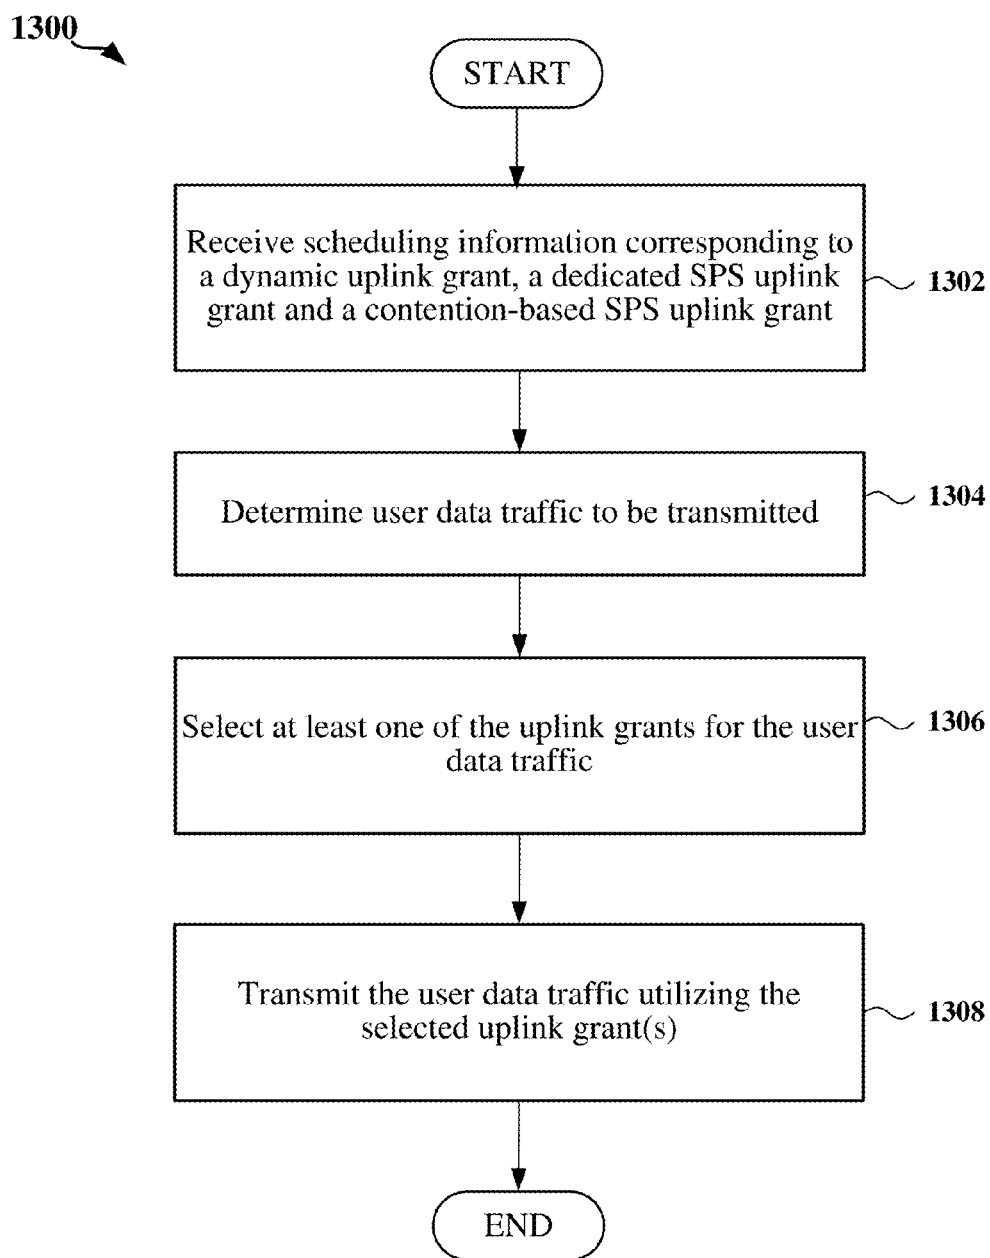 1300
START
Receive scheduling information corresponding to
a dynamic uplink grant, a dedicated SPS uplink
grant and a contention-based SPS uplink grant
1302
Determine user data traffic to be transmitted
1304
Select at least one of the uplink grants for the user
data traffic
1306
Transmit the user data traffic utilizing the
selected uplink grant(s)
1308
END